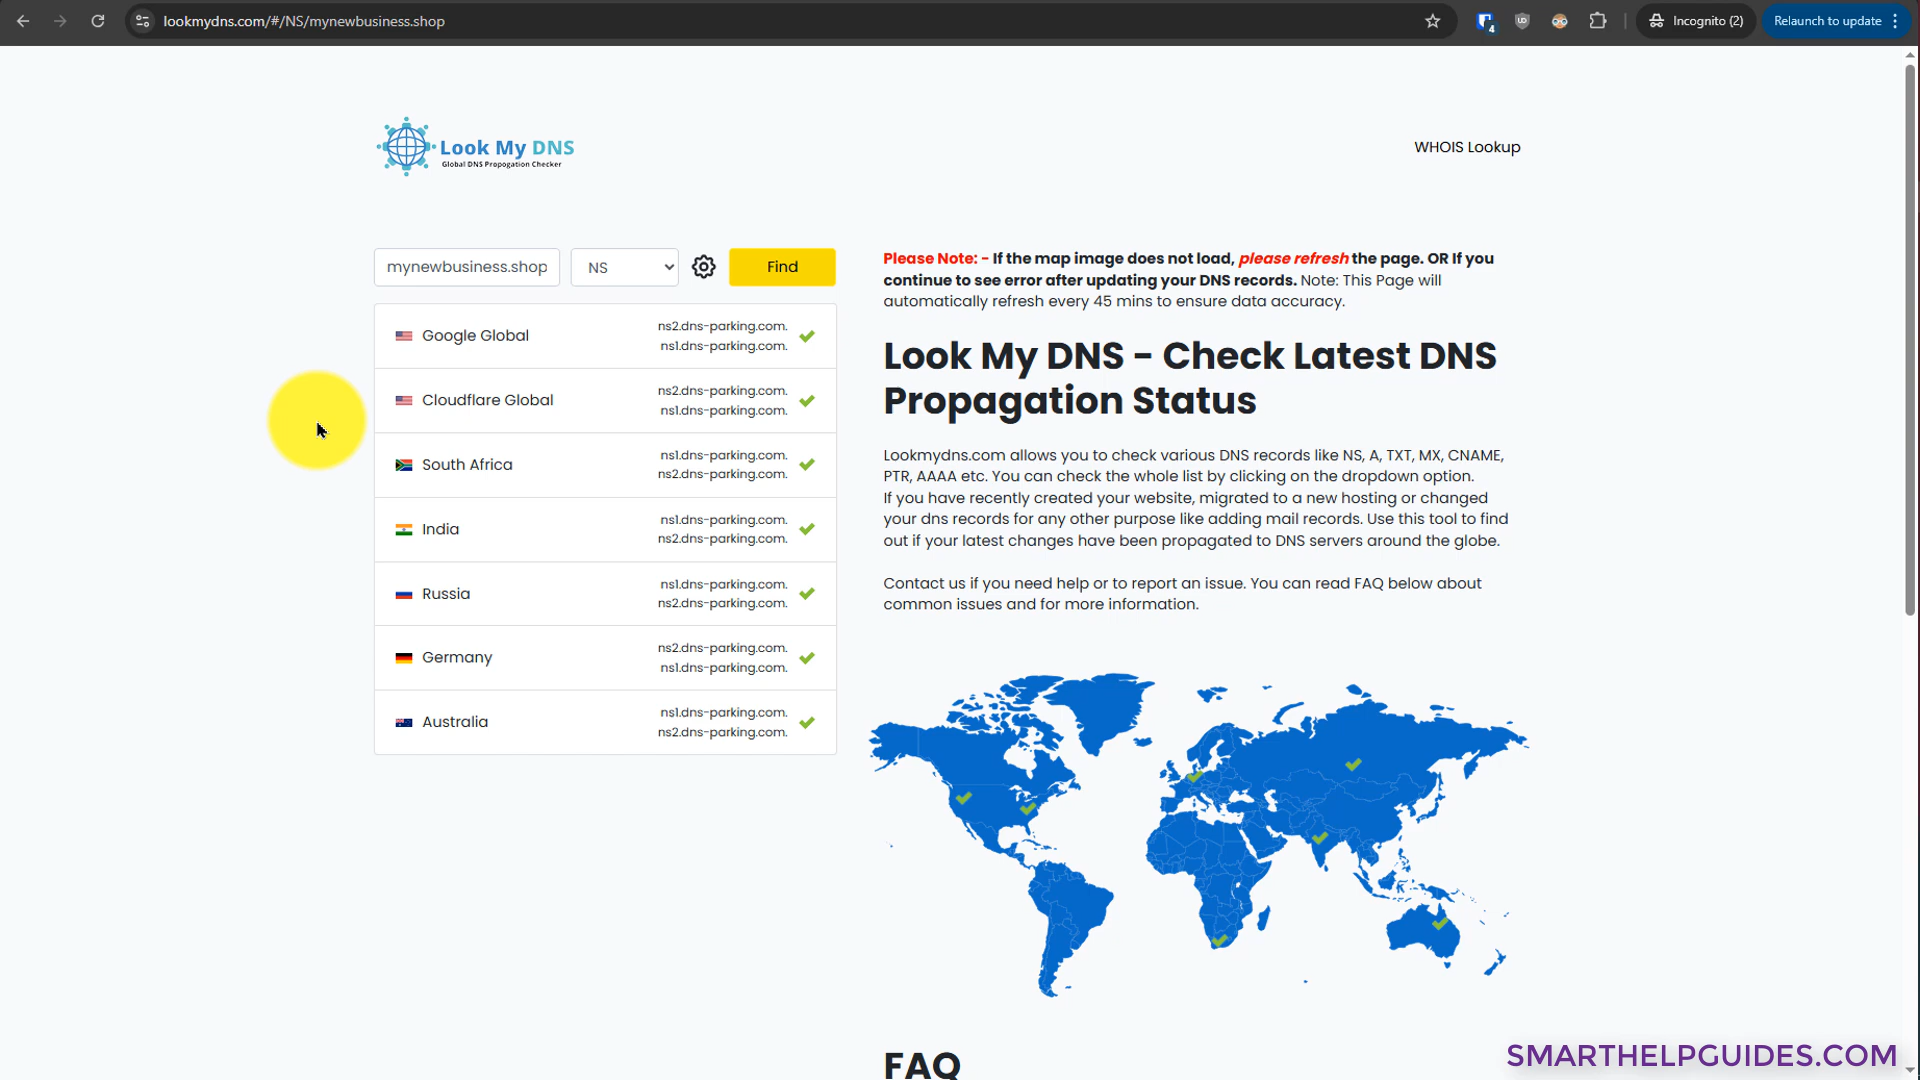 lookmydns.com/#/NS/mynewbusiness.shop
4
UD
Incognito (2)
Relaunch to update
Look My DNS
Global DNS Propogation Checker
WHOIS Lookup
mynewbusiness.shop
NS
Find
Google Global
ns2.dns-parking.com.
ns1.dns-parking.com.
Cloudflare Global
ns2.dns-parking.com.
ns1.dns-parking.com.
South Africa
ns1.dns-parking.com.
ns2.dns-parking.com.
India
ns1.dns-parking.com.
ns2.dns-parking.com.
Russia
ns1.dns-parking.com.
ns2.dns-parking.com.
Germany
ns2.dns-parking.com.
ns1.dns-parking.com.
Australia
ns1.dns-parking.com.
ns2.dns-parking.com.
Please Note: - If the map image does not load, please refresh the page. OR If you
continue to see error after updating your DNS records. Note: This Page will
automatically refresh every 45 mins to ensure data accuracy.
Look My DNS - Check Latest DNS
Propagation Status
Lookmydns.com allows you to check various DNS records like NS, A, TXT, MX, CNAME,
PTR, AAAA etc. You can check the whole list by clicking on the dropdown option.
If you have recently created your website, migrated to a new hosting or changed
your dns records for any other purpose like adding mail records. Use this tool to find
out if your latest changes have been propagated to DNS servers around the globe.
Contact us if you need help or to report an issue. You can read FAQ below about
common issues and for more information.
FAQ
SMARTHELPGUIDES.COM